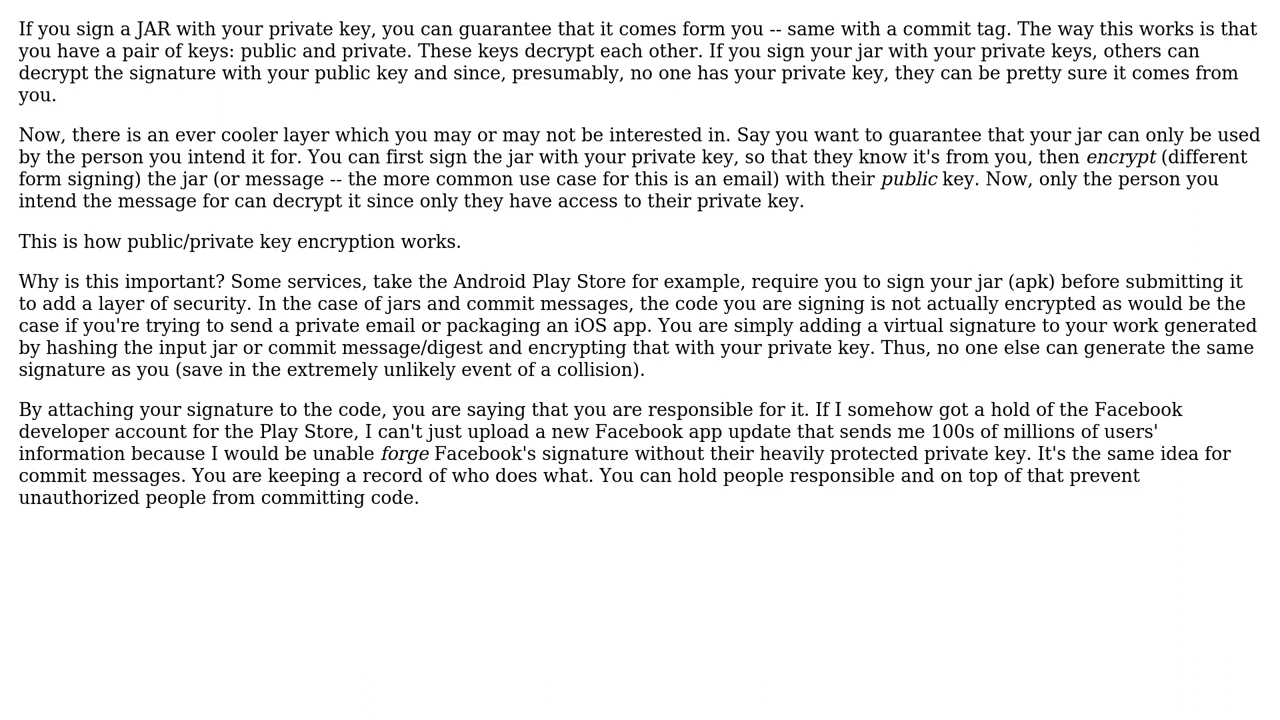 If you sign a JAR with your private key, you can guarantee that it comes form you -- same with a commit tag. The way this works is that
you have a pair of keys: public and private. These keys decrypt each other. If you sign your jar with your private keys, others can
decrypt the signature with your public key and since, presumably, no one has your private key, they can be pretty sure it comes from
you.
Now, there is an ever cooler layer which you may or may not be interested in. Say you want to guarantee that your jar can only be used
by the person you intend it for. You can first sign the jar with your private key, so that they know it's from you, then encrypt (different
form signing) the jar (or message -- the more common use case for this is an email) with their public key. Now, only the person you
intend the message for can decrypt it since only they have access to their private key.
This is how public/private key encryption works.
Why is this important? Some services, take the Android Play Store for example, require you to sign your jar (apk) before submitting it
to add a layer of security. In the case of jars and commit messages, the code you are signing is not actually encrypted as would be the
case if you're trying to send a private email or packaging an iOS app. You are simply adding a virtual signature to your work generated
by hashing the input jar or commit message/digest and encrypting that with your private key. Thus, no one else can generate the same
signature as you (save in the extremely unlikely event of a collision).
By attaching your signature to the code, you are saying that you are responsible for it. If I somehow got a hold of the Facebook
developer account for the Play Store, I can't just upload a new Facebook app update that sends me 100s of millions of users'
information because I would be unable forge Facebook's signature without their heavily protected private key. It's the same idea for
commit messages. You are keeping a record of who does what. You can hold people responsible and on top of that prevent
unauthorized people from committing code.